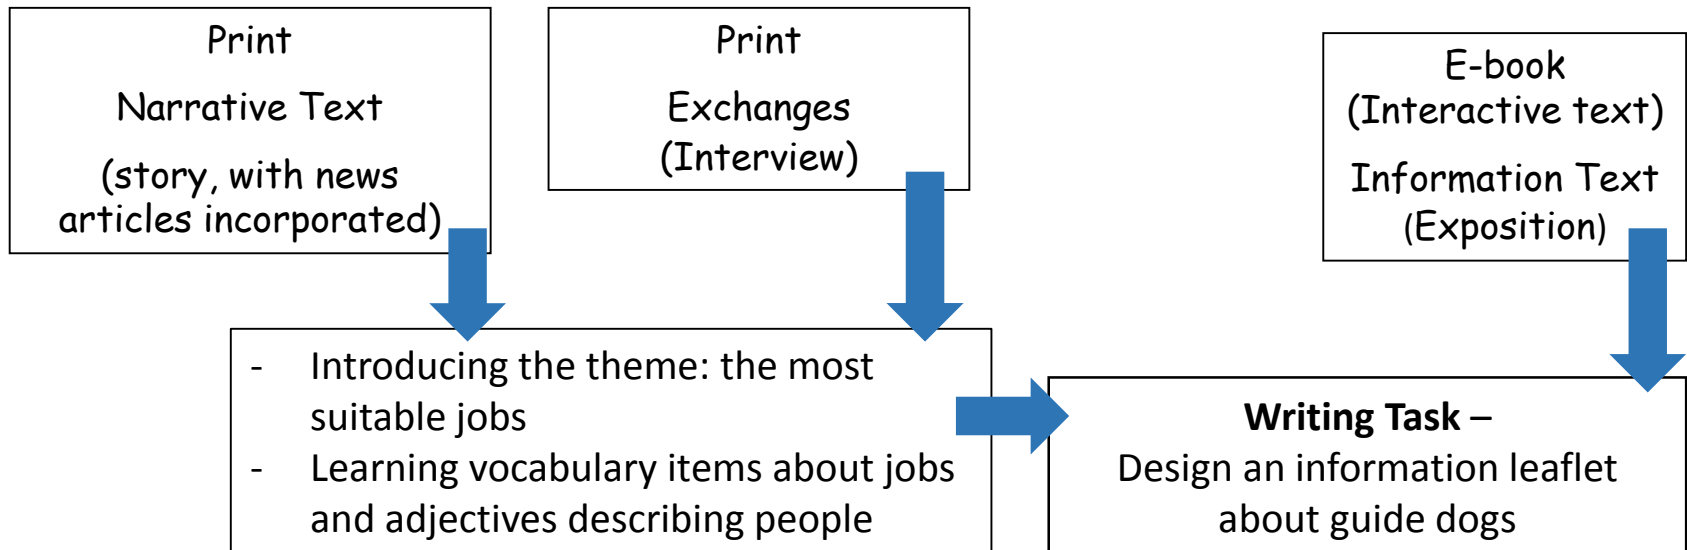 Print
Narrative Text
(story, with news
articles incorporated)
Print
Exchanges
(Interview)
E-book
(Interactive text)
Information Text
(Exposition)
- Introducing the theme: the most
suitable jobs
- Learning vocabulary items about jobs
and adjectives describing people
Writing Task –
Design an information leaflet
about guide dogs